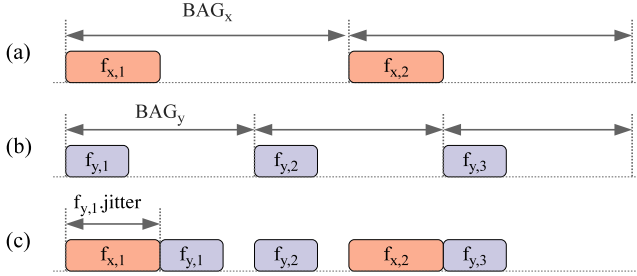 BAGx
(a) fx,1 fx,2
BAGy
(b) fy,1 fy,2 fy,3
fy,1.jitter
(c) fx,1 fy,1 fy,2 fx,2 fy,3